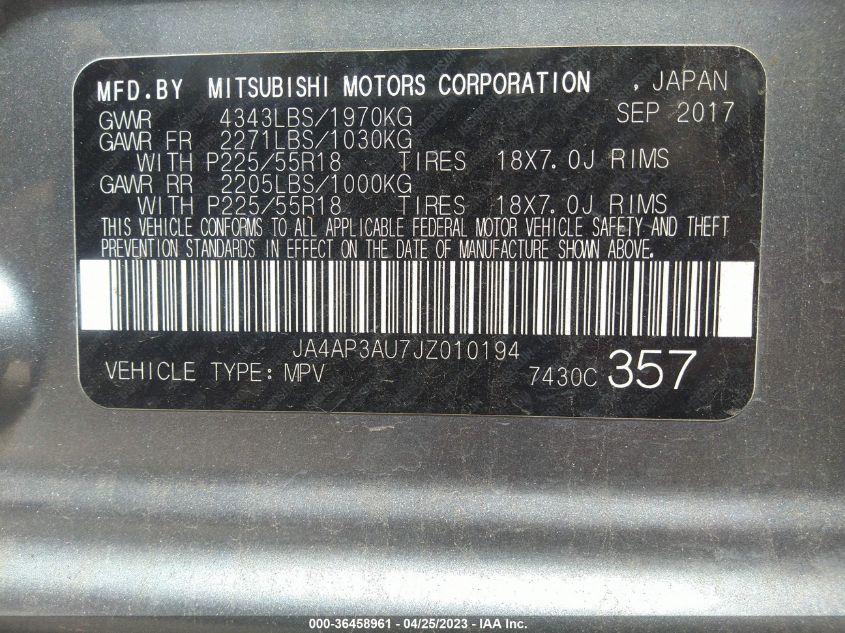 MFD.BY MITSUBISHI MOTORS CORPORATION , JAPAN
GVWR 4343LBS/1970KG SEP 2017
GAWR FR 2271LBS/1030KG
WITH P225/55R18 TIRES 18X7.0J RIMS
GAWR RR 2205LBS/1000KG
WITH P225/55R18 TIRES 18X7.0J RIMS
THIS VEHICLE CONFORMS TO ALL APPLICABLE FEDERAL MOTOR VEHICLE SAFETY AND THEFT
PREVENTION STANDARDS IN EFFECT ON THE DATE OF MANUFACTURE SHOWN ABOVE.
JA4AP3AU7JZ010194
VEHICLE TYPE: MPV 7430C 357
000-36458961 - 04/25/2023 - IAA Inc.